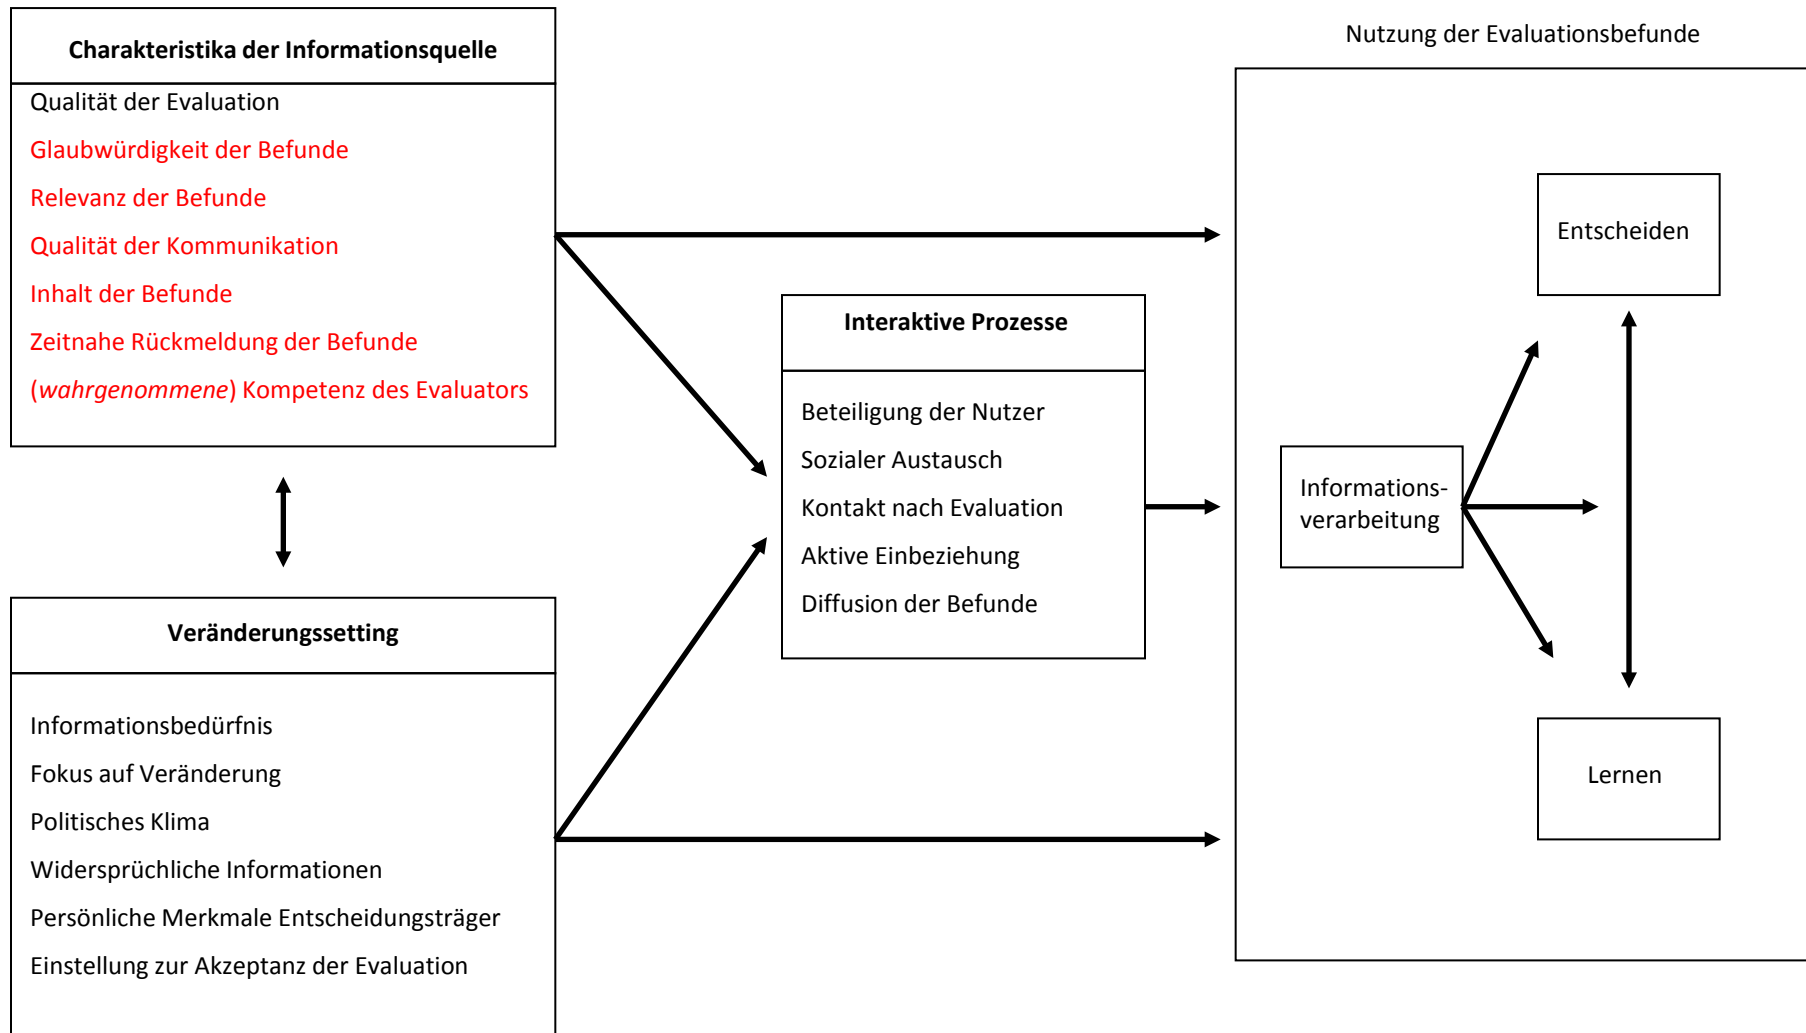 Charakteristika der Informationsquelle
Qualität der Evaluation
Glaubwürdigkeit der Befunde
Relevanz der Befunde
Qualität der Kommunikation
Inhalt der Befunde
Zeitnahe Rückmeldung der Befunde
(wahrgenommene) Kompetenz des Evaluators
Veränderungssetting
Informationsbedürfnis
Fokus auf Veränderung
Politisches Klima
Widersprüchliche Informationen
Persönliche Merkmale Entscheidungsträger
Einstellung zur Akzeptanz der Evaluation
Interaktive Prozesse
Beteiligung der Nutzer
Sozialer Austausch
Kontakt nach Evaluation
Aktive Einbeziehung
Diffusion der Befunde
Nutzung der Evaluationsbefunde
Informations-
verarbeitung
Entscheiden
Lernen